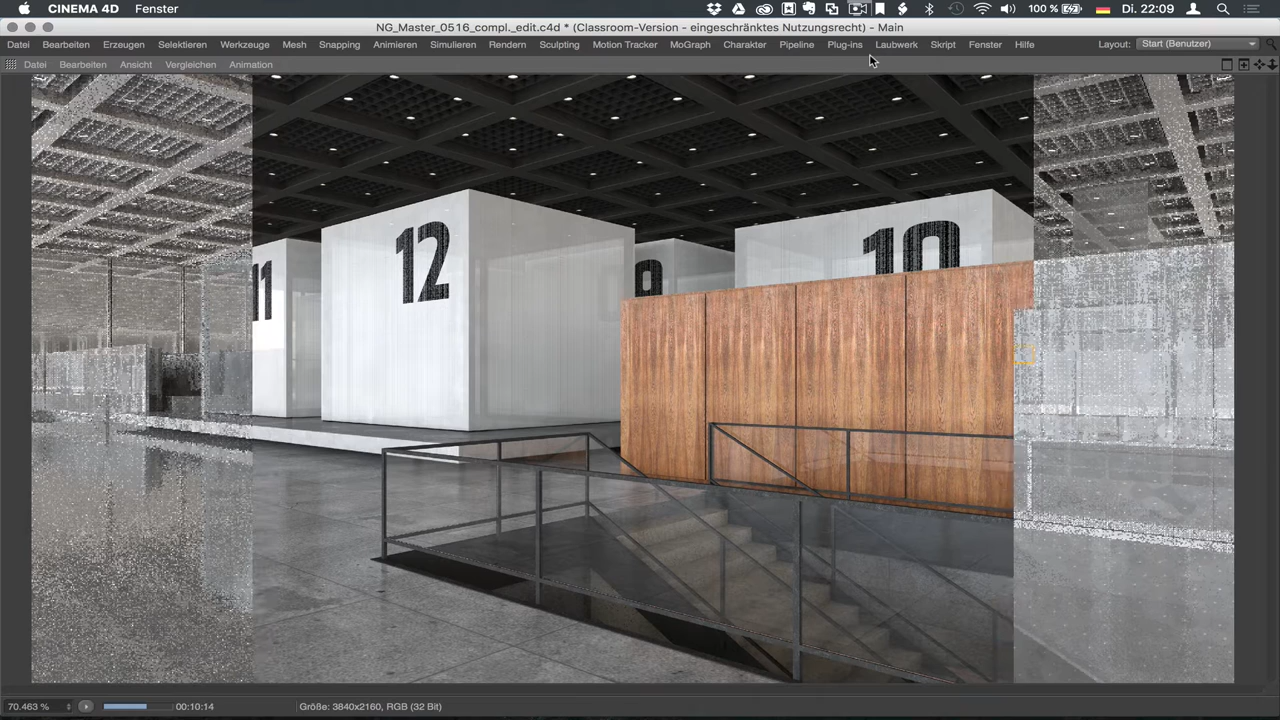 CINEMA 4D Fenster 100 % Di. 22:09
NG_Master_0516_compl._edit.c4d * (Classroom-Version - eingeschränktes Nutzungsrecht) - Main
Datei Bearbeiten Erzeugen Selektieren Werkzeuge Mesh Snapping Animieren Simulieren Rendern Sculpting Motion Tracker MoGraph Charakter Pipeline Plug-ins Laubwerk Skript Fenster Hilfe Layout: Start (Benutzer)
Datei Bearbeiten Ansicht Vergleichen Animation
11
12
9
10
70.463 % 00:10:14 Größe: 3840x2160, RGB (32 Bit)